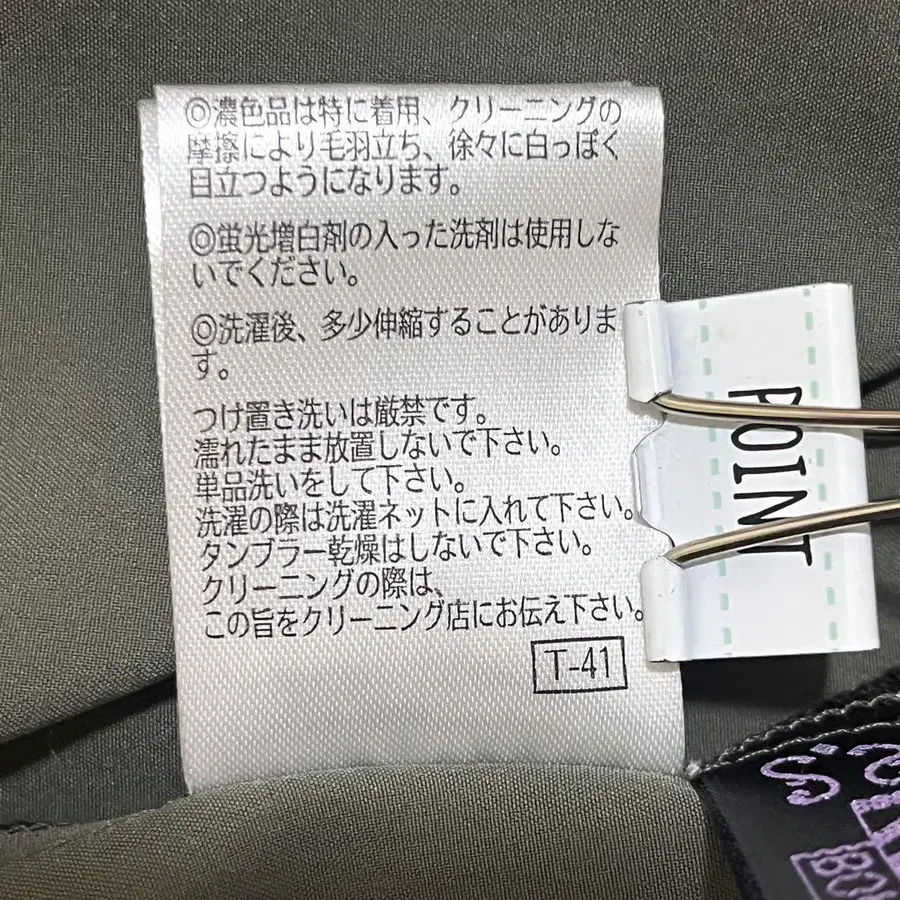 ◎濃色品は特に着用、クリーニングの
摩擦により毛羽立ち、徐々に白っぽく
目立つようになります。
◎蛍光増白剤の入った洗剤は使用しな
いでください。
◎洗濯後、多少伸縮することがありま
す。
つけ置き洗いは厳禁です。
濡れたまま放置しないで下さい。
単品洗いをして下さい。
洗濯の際は洗濯ネットに入れて下さい。
タンブラー乾燥はしないで下さい。
クリーニングの際は、
この旨をクリーニング店にお伝え下さい。
T-41
POINT